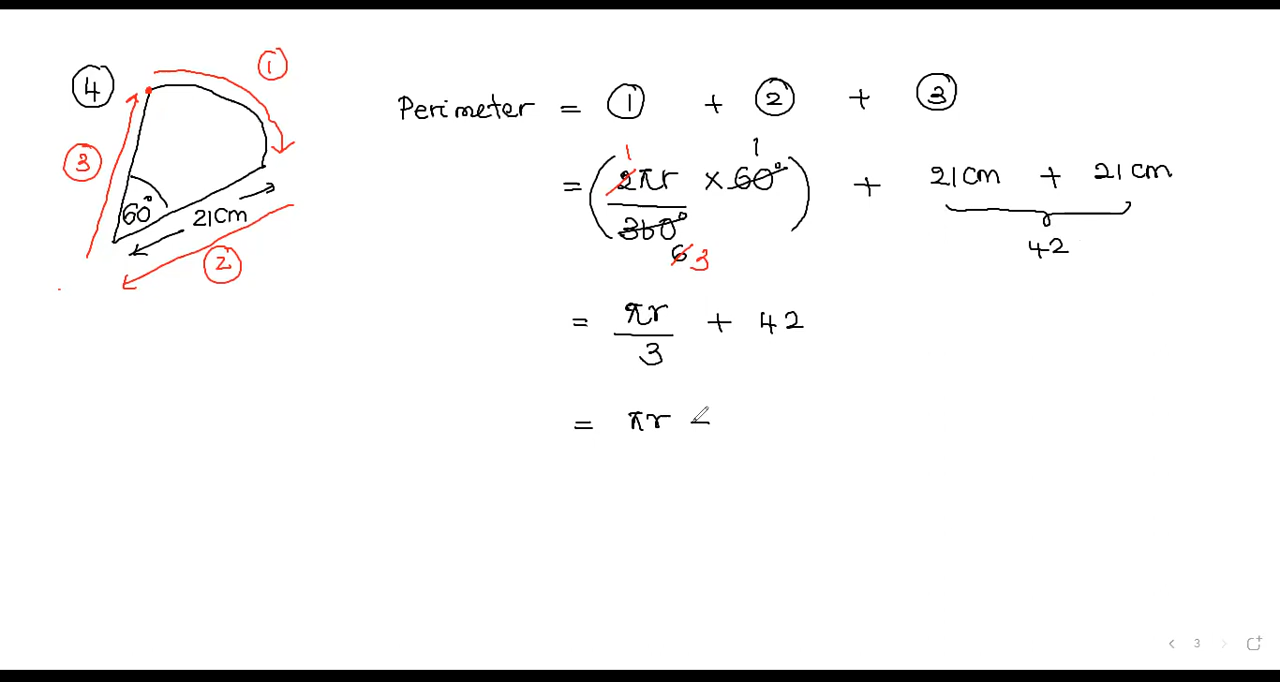 ④ ①
③
60° 21Cm
②
Perimeter = ① + ② + ③
= (2πr/360° × 60°) + 21cm + 21cm
1 1
6 3
42
= πr/3 + 42
= πr
3